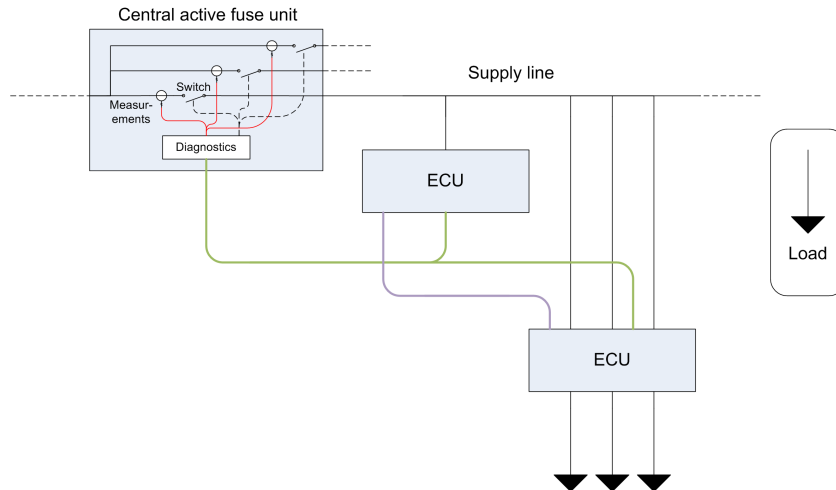 Central active fuse unit
Switch
Measur-
ements
Diagnostics
Supply line
ECU
Load
ECU